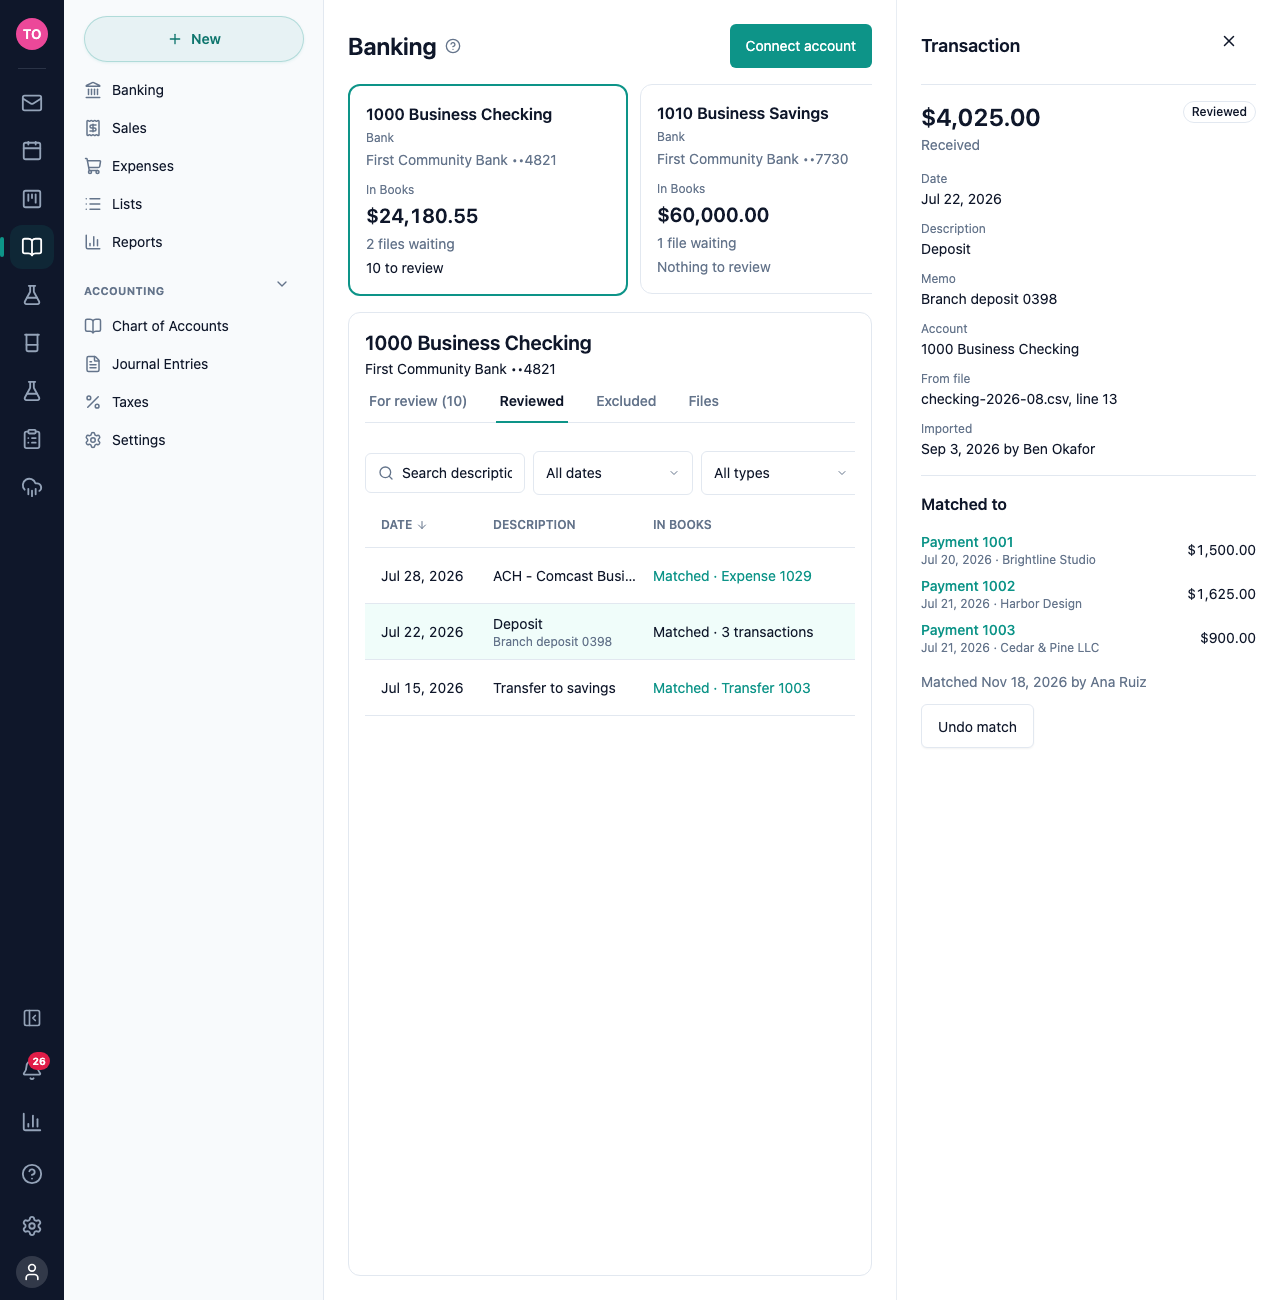 TO
New
Banking
Sales
Expenses
Lists
Reports
ACCOUNTING
Chart of Accounts
Journal Entries
Taxes
Settings
26
Banking
Connect account
1000 Business Checking
Bank
First Community Bank ••4821
In Books
$24,180.55
2 files waiting
10 to review
1010 Business Savings
Bank
First Community Bank ••7730
In Books
$60,000.00
1 file waiting
Nothing to review
1000 Business Checking
First Community Bank ••4821
For review (10)
Reviewed
Excluded
Files
Search descriptic
All dates
All types
DATE
DESCRIPTION
IN BOOKS
Jul 28, 2026
ACH - Comcast Busi...
Matched · Expense 1029
Jul 22, 2026
Deposit
Branch deposit 0398
Matched · 3 transactions
Jul 15, 2026
Transfer to savings
Matched · Transfer 1003
Transaction
$4,025.00
Reviewed
Received
Date
Jul 22, 2026
Description
Deposit
Memo
Branch deposit 0398
Account
1000 Business Checking
From file
checking-2026-08.csv, line 13
Imported
Sep 3, 2026 by Ben Okafor
Matched to
Payment 1001
Jul 20, 2026 · Brightline Studio
$1,500.00
Payment 1002
Jul 21, 2026 · Harbor Design
$1,625.00
Payment 1003
Jul 21, 2026 · Cedar & Pine LLC
$900.00
Matched Nov 18, 2026 by Ana Ruiz
Undo match